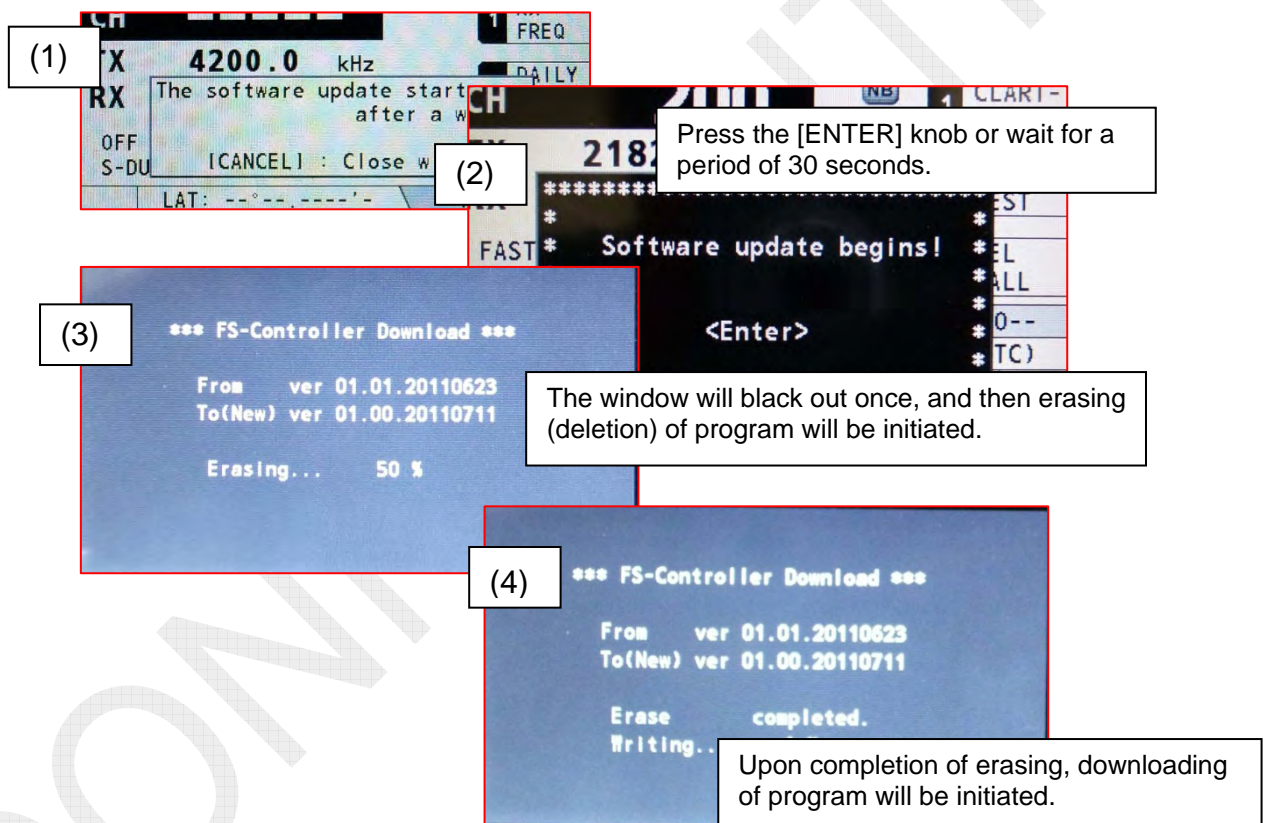 (1)
CH
FREQ
TX 4200.0 kHz
DAILY
RX
The software update start
after a w
OFF
S-DU
[CANCEL] : Close w
LAT: --°--.----'-
(2)
CH
NB
1
2182
Press the [ENTER] knob or wait for a
period of 30 seconds.
FAST
Software update begins!
<Enter>
TC)
(3)
*** FS-Controller Download ***
From ver 01.01.20110623
To(New) ver 01.00.20110711
Erasing... 50 %
The window will black out once, and then erasing
(deletion) of program will be initiated.
(4)
*** FS-Controller Download ***
From ver 01.01.20110623
To(New) ver 01.00.20110711
Erase completed.
Writing..
Upon completion of erasing, downloading
of program will be initiated.